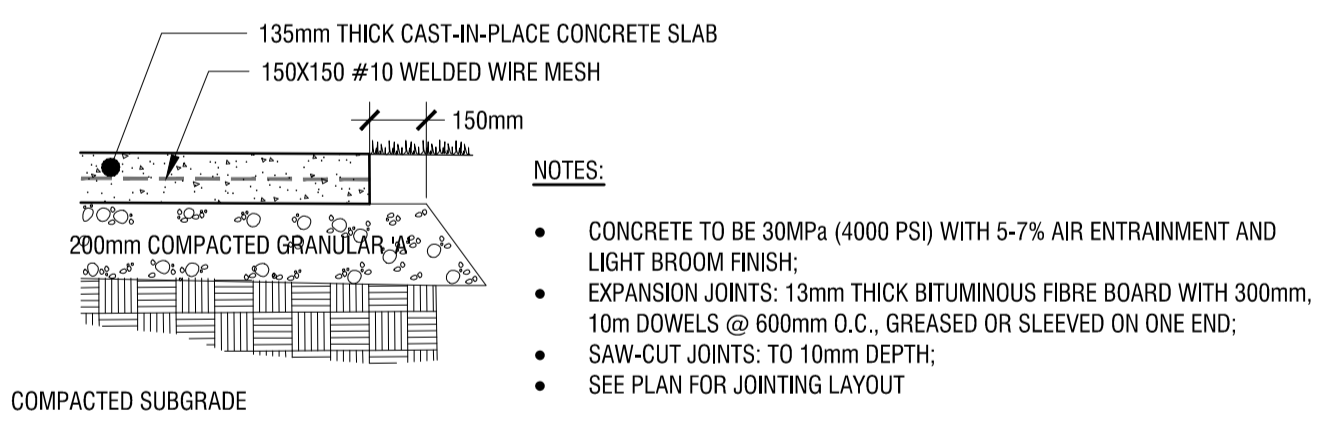 135mm THICK CAST-IN-PLACE CONCRETE SLAB
150X150 #10 WELDED WIRE MESH
150mm
200mm COMPACTED GRANULAR 'A'
COMPACTED SUBGRADE
NOTES:
• CONCRETE TO BE 30MPa (4000 PSI) WITH 5-7% AIR ENTRAINMENT AND
LIGHT BROOM FINISH;
• EXPANSION JOINTS: 13mm THICK BITUMINOUS FIBRE BOARD WITH 300mm,
10m DOWELS @ 600mm O.C., GREASED OR SLEEVED ON ONE END;
• SAW-CUT JOINTS: TO 10mm DEPTH;
• SEE PLAN FOR JOINTING LAYOUT